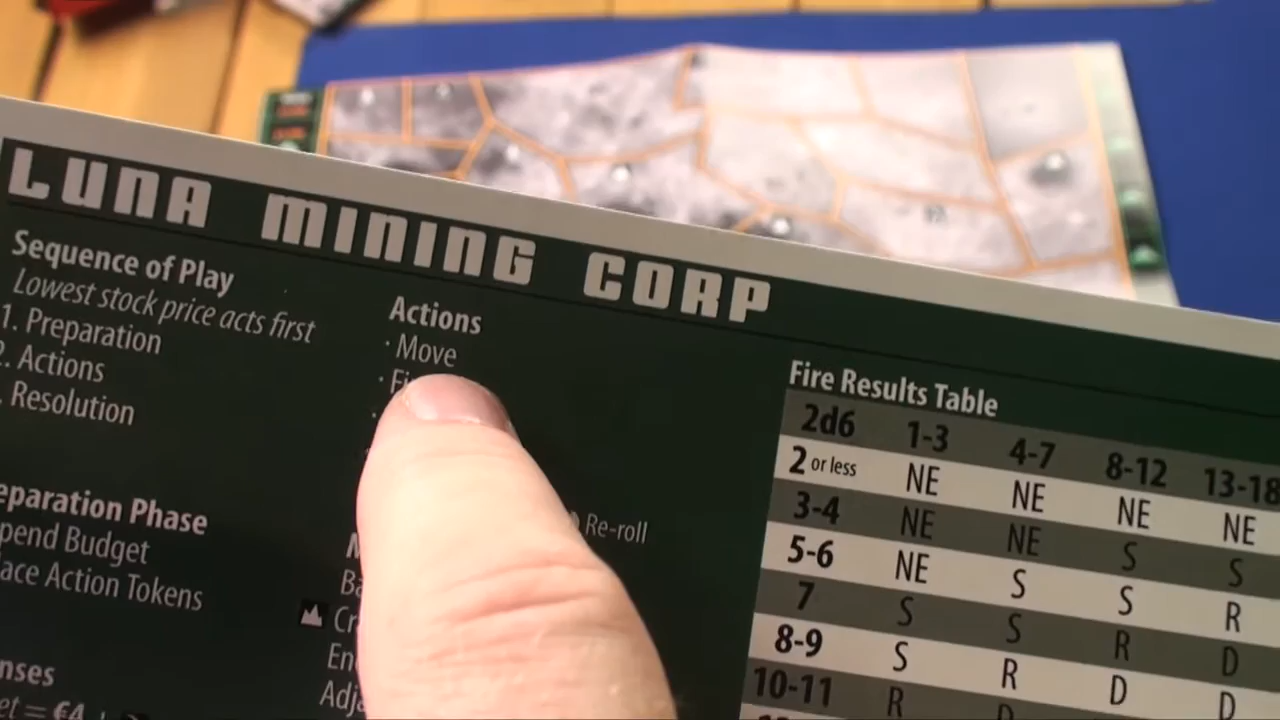 LUNA MINING CORP
Sequence of Play
Lowest stock price acts first
1. Preparation
2. Actions
. Resolution
eparation Phase
pend Budget
ace Action Tokens
nses
et = €4 +
Actions
· Move
· Fi
Re-roll
M
Ba
Cr
En
Adj
Fire Results Table
2d6 1-3 4-7 8-12 13-18
2 or less NE NE NE NE
3-4 NE NE S S
5-6 NE S S R
7 S S R D
8-9 S R D D
10-11 R D